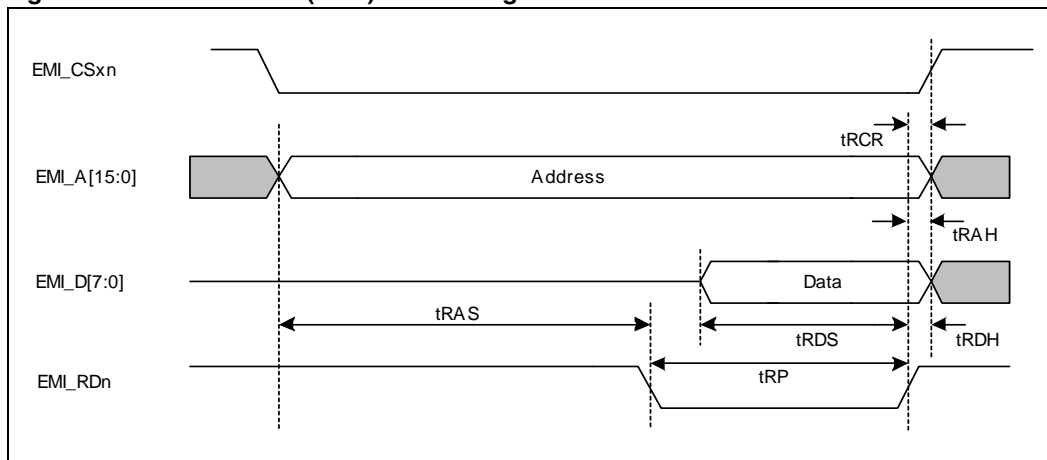 EMI_CSxn
tRCR
EMI_A[15:0]
Address
tRAH
EMI_D[7:0]
Data
tRAS
tRDS
tRDH
EMI_RDn
tRP